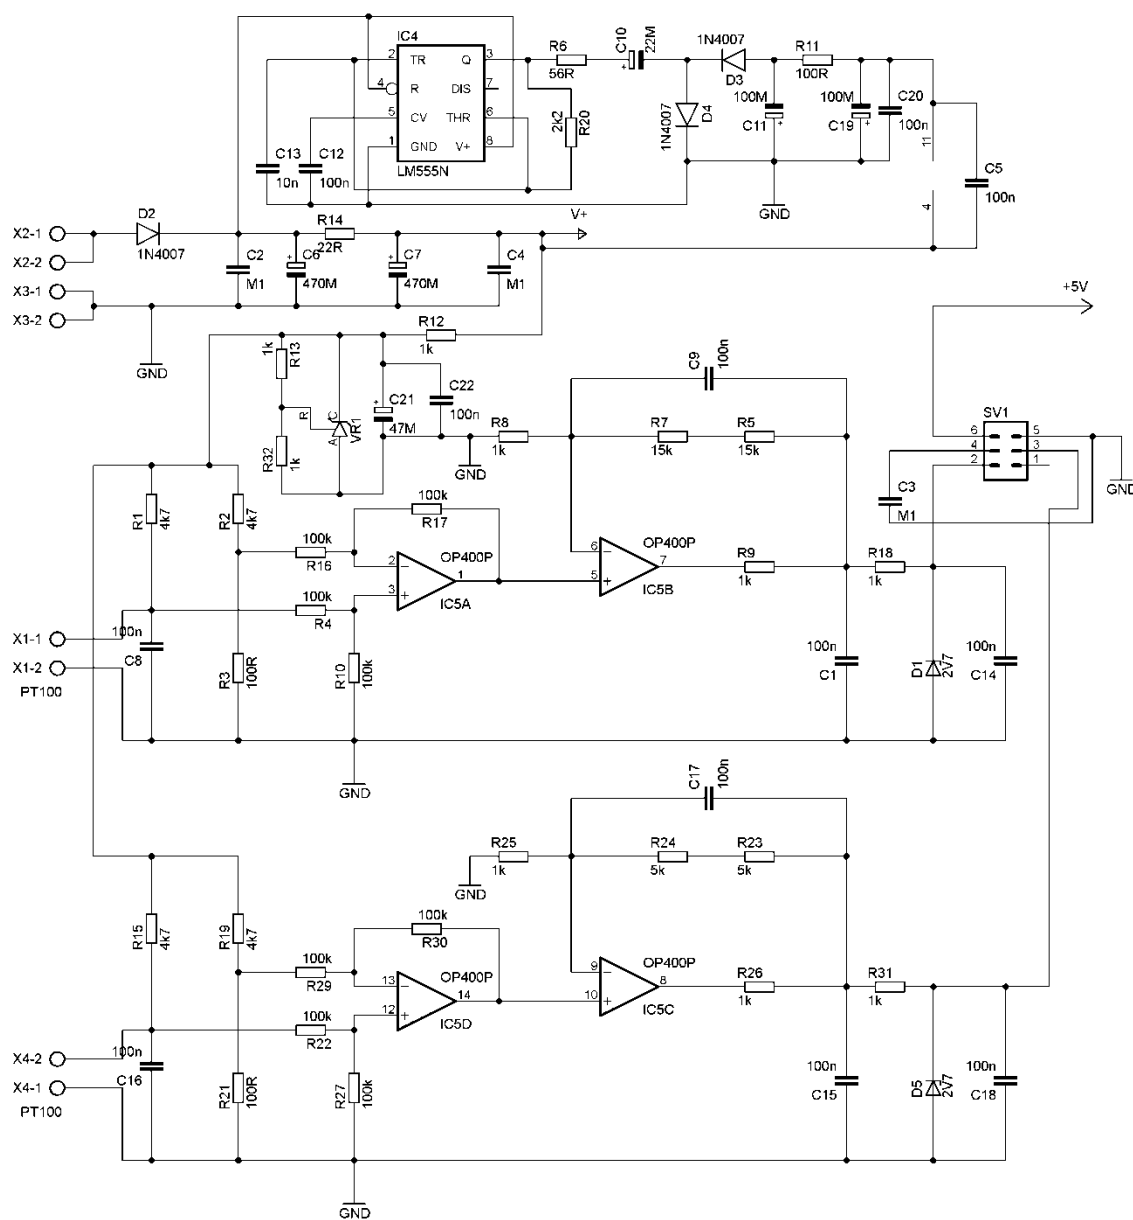 IC4
2 TR Q 3
4 R DIS 7
5 CV THR 6
1 GND V+ 8
LM555N
R6
56R
C10
22M
+
1N4007
D3
R11
100R
1N4007
D4
100M
C11
+
100M
C19
+
C20
100n
11
4
C5
100n
2k2
R20
C13
10n
C12
100n
GND
X2-1
X2-2
X3-1
X3-2
D2
1N4007
R14
22R
V+
C2
M1
+
C6
470M
+
C7
470M
C4
M1
GND
+5V
R12
1k
1k
R13
R32
1k
R
C
A
VR1
+
C21
47M
C22
100n
GND
R8
1k
C9
100n
R7
15k
R5
15k
SV1
6 5
4 3
2 1
C3
M1
GND
R1
4k7
R2
4k7
100k
R17
100k
R16
100k
R4
OP400P
2 −
3 +
1
IC5A
OP400P
6 −
5 +
7
IC5B
R9
1k
R18
1k
X1-1
X1-2
PT100
100n
C8
R3
100R
R10
100k
100n
C1
D1
2V7
100n
C14
GND
C17
100n
R25
1k
GND
R24
5k
R23
5k
R15
4k7
R19
4k7
100k
R30
100k
R29
100k
R22
OP400P
13 −
12 +
14
IC5D
OP400P
9 −
10 +
8
IC5C
R26
1k
R31
1k
X4-2
X4-1
PT100
100n
C16
R21
100R
R27
100k
100n
C15
D5
2V7
100n
C18
GND